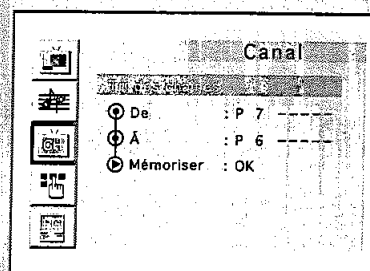 Canal
De : P 7 -----
À : P 6 -----
Mémoriser : OK